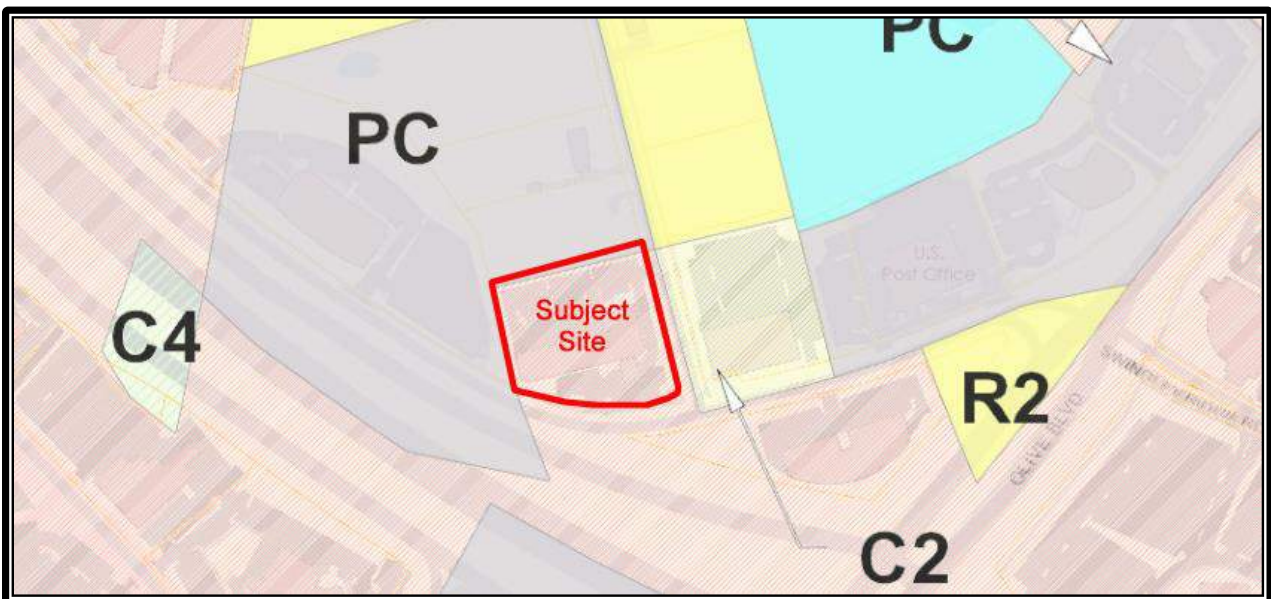 PC
PC
U.S.
Post Office
Subject
Site
C4
R2
OLIVE BLVD
C2